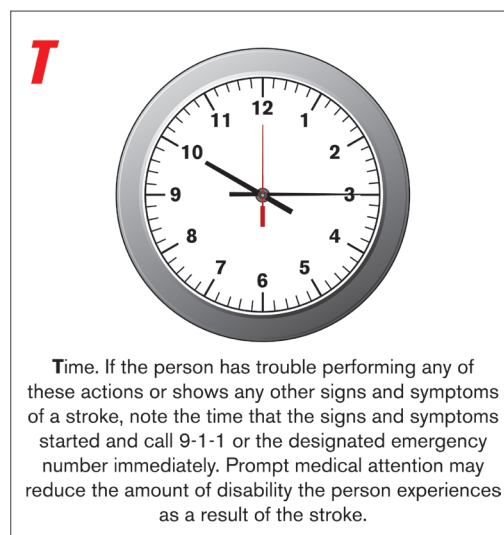 T
12
11 1
10 2
9 3
8 4
7 5
6
Time. If the person has trouble performing any of
these actions or shows any other signs and symptoms
of a stroke, note the time that the signs and symptoms
started and call 9-1-1 or the designated emergency
number immediately. Prompt medical attention may
reduce the amount of disability the person experiences
as a result of the stroke.